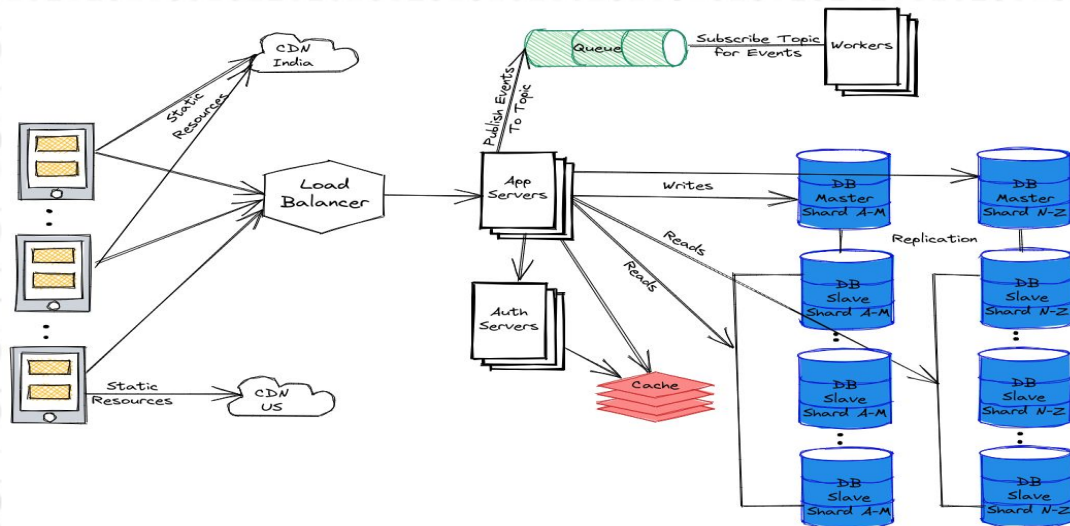 CDN
India
Static
Resources
Load
Balancer
Static
Resources
CDN
US
Queue
Subscribe Topic
for Events
Workers
Publish Events
To Topic
App
Servers
Auth
Servers
Cache
Writes
Reads
Reads
DB
Master
Shard A-M
DB
Master
Shard N-Z
Replication
DB
Slave
Shard A-M
DB
Slave
Shard N-Z
DB
Slave
Shard A-M
DB
Slave
Shard N-Z
DB
Slave
Shard A-M
DB
Slave
Shard N-Z